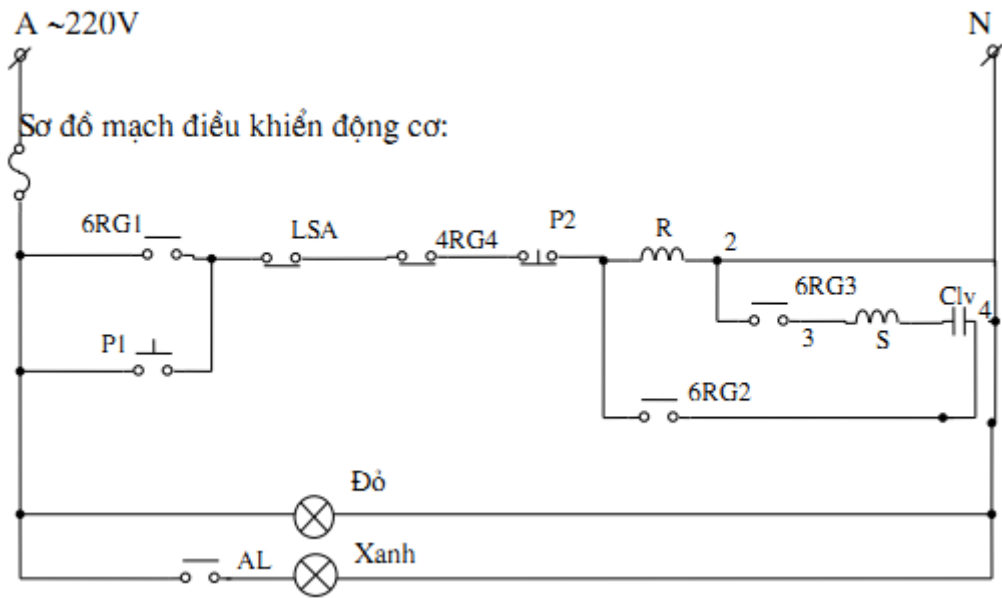 A ~220V
N
Sơ đồ mạch điều khiển động cơ:
6RG1
LSA
4RG4
P2
R
2
6RG3
Clv
4
P1
3
S
6RG2
Đỏ
AL
Xanh